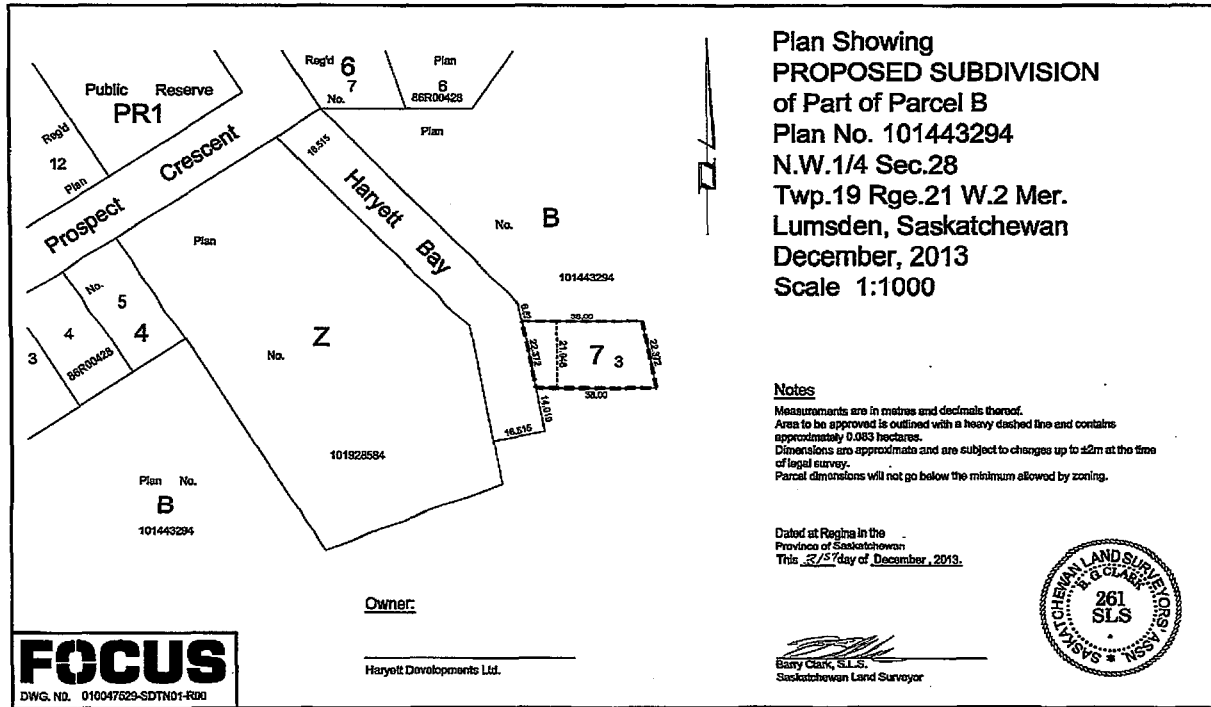 Plan Showing
PROPOSED SUBDIVISION
of Part of Parcel B
Plan No. 101443294
N.W.1/4 Sec.28
Twp.19 Rge.21 W.2 Mer.
Lumsden, Saskatchewan
December, 2013
Scale 1:1000
Notes
Measurements are in metres and decimals thereof.
Area to be approved is outlined with a heavy dashed line and contains
approximately 0.083 hectares.
Dimensions are approximate and are subject to changes up to ±2m at the time
of legal survey.
Parcel dimensions will not go below the minimum allowed by zoning.
Dated at Regina in the
Province of Saskatchewan
This 21st day of December, 2013.
Barry Clark, S.L.S.
Saskatchewan Land Surveyor
SASKATCHEWAN LAND SURVEYORS' ASSN.
B. G. CLARK
261
SLS
Public Reserve
PR1
Reg'd
12
Plan
Prospect Crescent
Reg'd 6
7
No.
Plan
6
86R00428
Plan
No. B
101443294
18.515
Haryett Bay
Plan
No. Z
101928584
No.
5
4
4
86R00428
3
Plan No.
B
101443294
38.00
22.372
21.946
7 3
22.372
38.00
14.019
16.515
Owner:
Haryett Developments Ltd.
FOCUS
DWG. NO. 010047529-SDTN01-R00